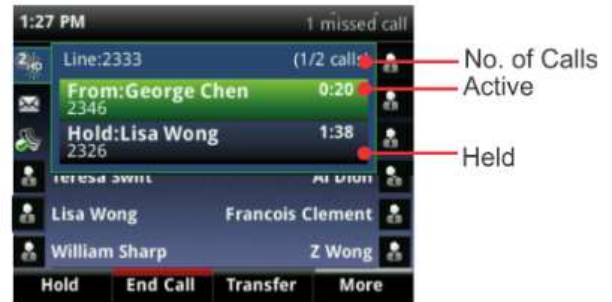 1:27 PM 1 missed call
2 HD Line:2333 (1/2 calls)
No. of Calls
From:George Chen 0:20
Active
2346
Hold:Lisa Wong 1:38
2326
Held
Teresa Swift Al Dion
Lisa Wong Francois Clement
William Sharp Z Wong
Hold End Call Transfer More